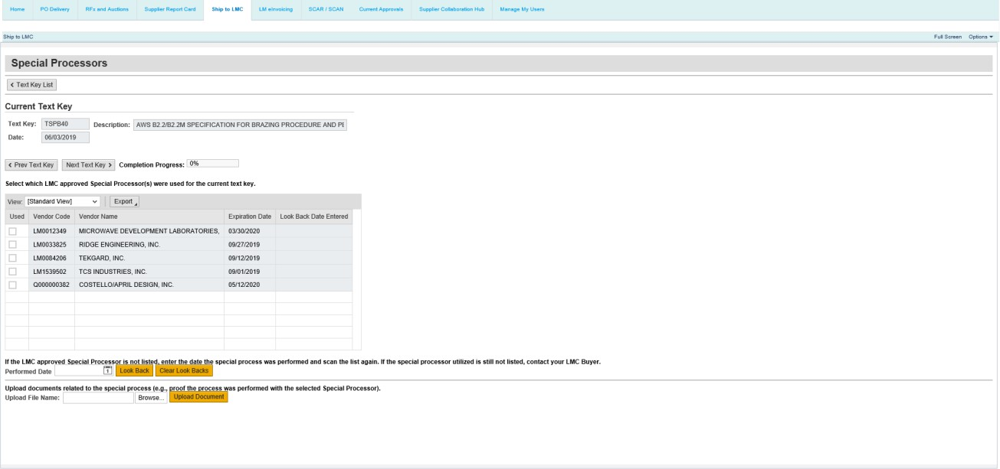 Home PO Delivery RFx and Auctions Supplier Report Card Ship to LMC LM eInvoicing SCAR / SCAN Current Approvals Supplier Collaboration Hub Manage My Users
Ship to LMC Full Screen Options
Special Processors
Text Key List
Current Text Key
Text Key: TSPB40 Description: AWS B2.2/B2.2M SPECIFICATION FOR BRAZING PROCEDURE AND PE
Date: 06/03/2019
Prev Text Key Next Text Key Completion Progress: 0%
Select which LMC approved Special Processor(s) were used for the current text key.
View: [Standard View] Export
Used Vendor Code Vendor Name Expiration Date Look Back Date Entered
LM0012349 MICROWAVE DEVELOPMENT LABORATORIES, 03/30/2020
LM0033825 RIDGE ENGINEERING, INC. 09/27/2019
LM0084206 TEKGARD, INC. 09/12/2019
LM1539502 TCS INDUSTRIES, INC. 09/01/2019
Q000000382 COSTELLO/APRIL DESIGN, INC. 05/12/2020
If the LMC approved Special Processor is not listed, enter the date the special process was performed and scan the list again. If the special processor utilized is still not listed, contact your LMC Buyer.
Performed Date 1 Look Back Clear Look Backs
Upload documents related to the special process (e.g., proof the process was performed with the selected Special Processor).
Upload File Name: Browse... Upload Document